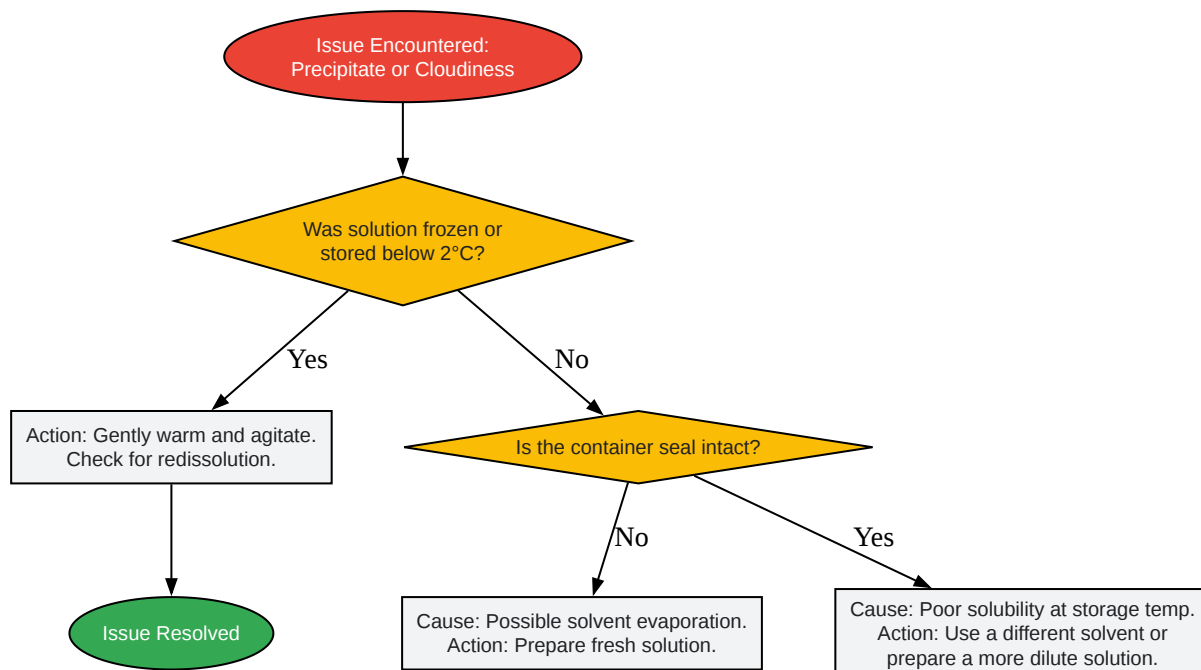 Issue Encountered:
Precipitate or Cloudiness
Was solution frozen or
stored below 2°C?
Yes
No
Action: Gently warm and agitate.
Check for redissolution.
Is the container seal intact?
No
Yes
Issue Resolved
Cause: Possible solvent evaporation.
Action: Prepare fresh solution.
Cause: Poor solubility at storage temp.
Action: Use a different solvent or
prepare a more dilute solution.